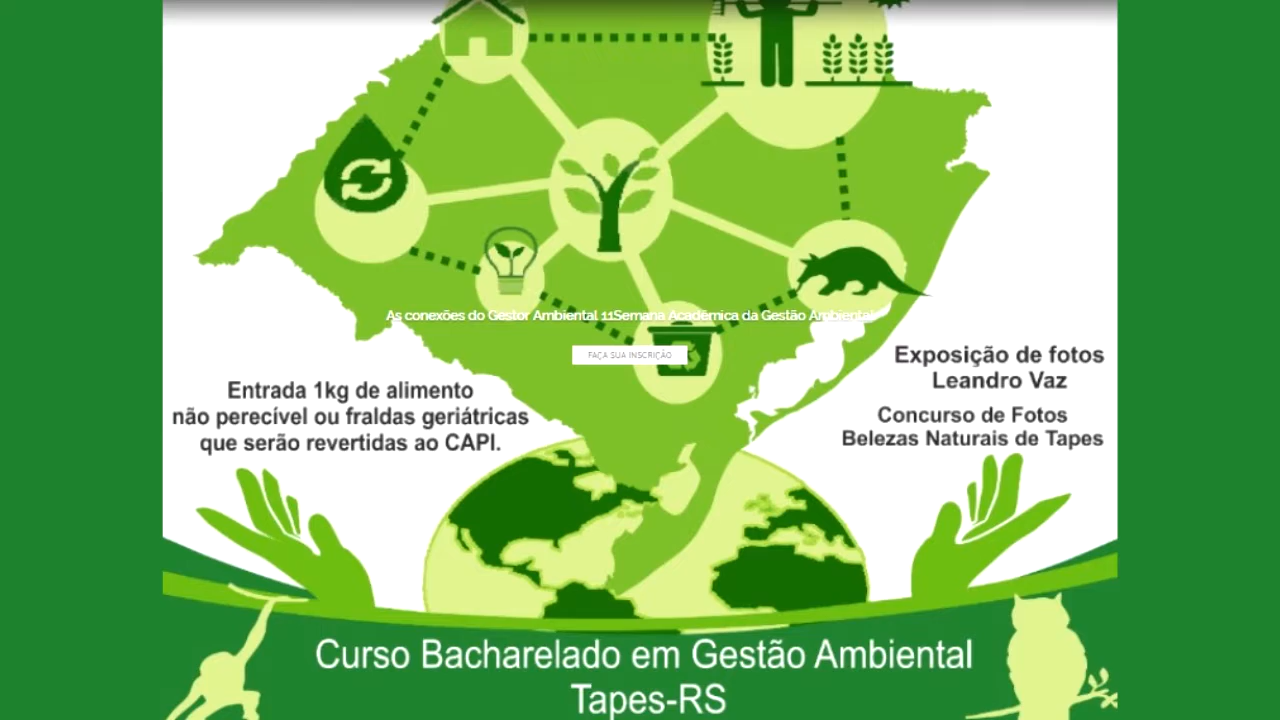 As conexões do Gestor Ambiental 11Semana Acadêmica da Gestão Ambiental
FAÇA SUA INSCRIÇÃO
Entrada 1kg de alimento
não perecível ou fraldas geriátricas
que serão revertidas ao CAPI.
Exposição de fotos
Leandro Vaz
Concurso de Fotos
Belezas Naturais de Tapes
Curso Bacharelado em Gestão Ambiental
Tapes-RS